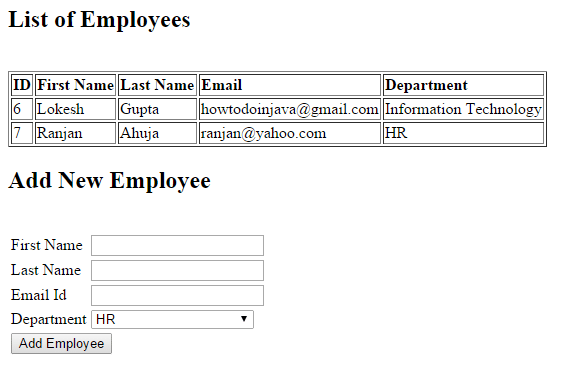 List of Employees
ID First Name Last Name Email Department
6 Lokesh Gupta howtodoinjava@gmail.com Information Technology
7 Ranjan Ahuja ranjan@yahoo.com HR
Add New Employee
First Name
Last Name
Email Id
Department HR
Add Employee